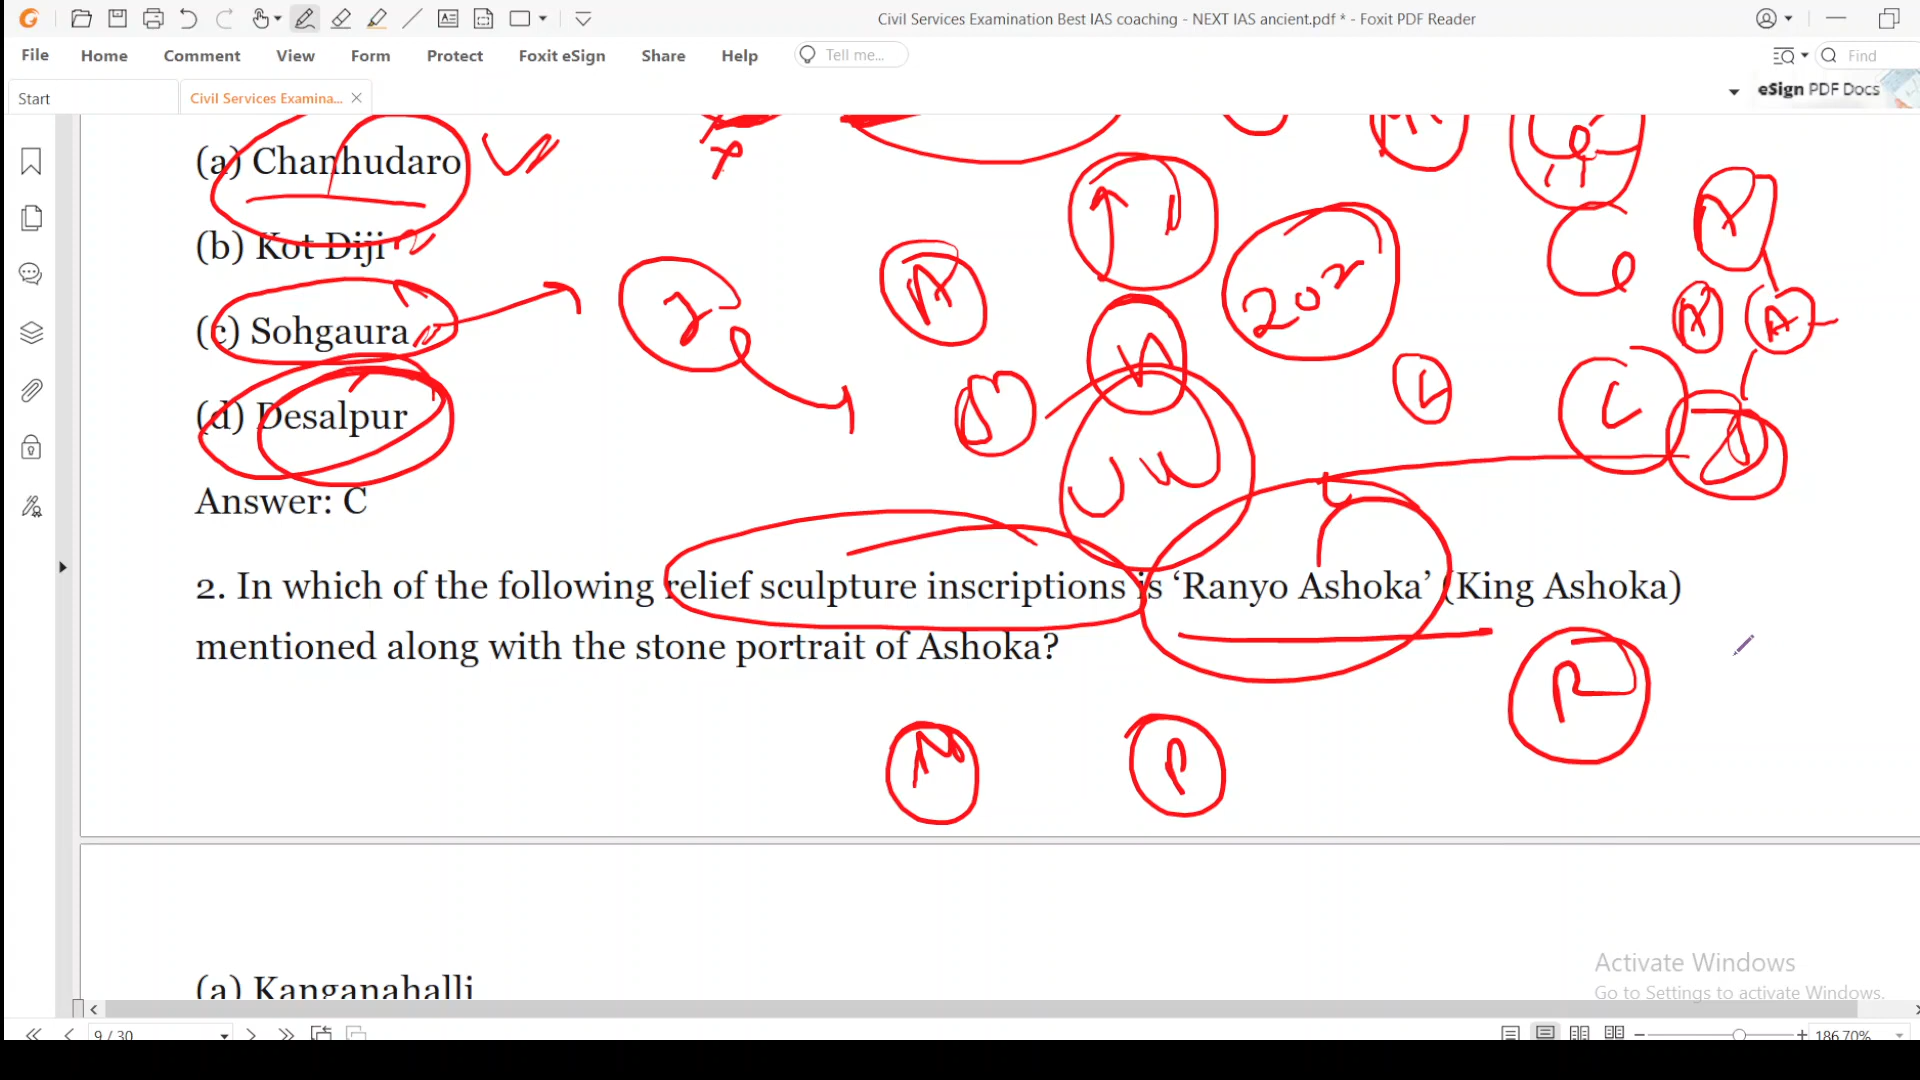 Civil Services Examination Best IAS coaching - NEXT IAS ancient.pdf * - Foxit PDF Reader
File Home Comment View Form Protect Foxit eSign Share Help Tell me... Find
Start Civil Services Examina... eSign PDF Docs
(a) Chanhudaro
(b) Kot Diji
(c) Sohgaura
(d) Desalpur
Answer: C
2. In which of the following relief sculpture inscriptions is ‘Ranyo Ashoka’ (King Ashoka)
mentioned along with the stone portrait of Ashoka?
(a) Kanganahalli
Activate Windows
Go to Settings to activate Windows.
9 / 30 186.70%